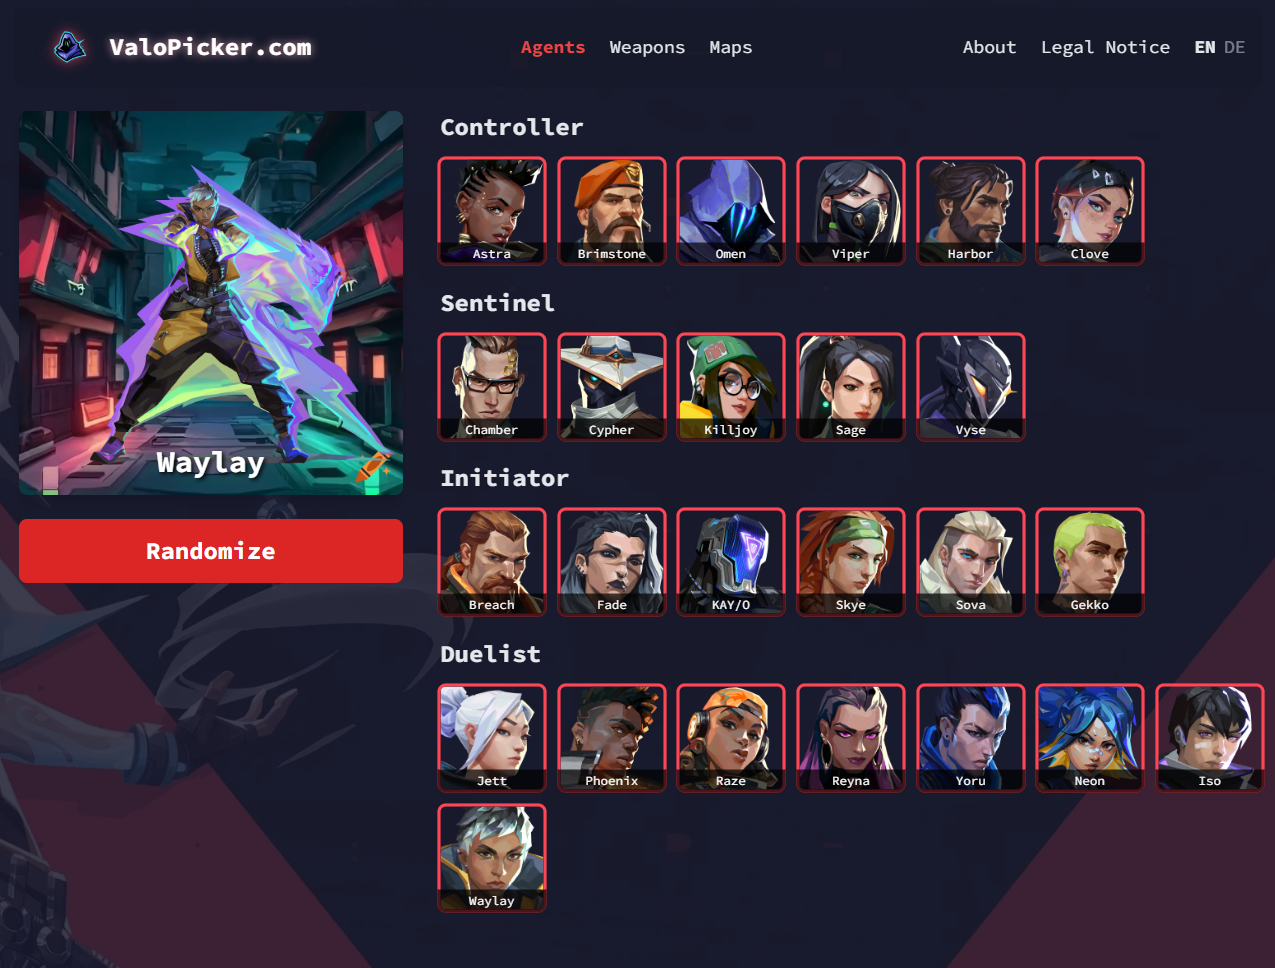 ValoPicker.com
Agents Weapons Maps
About Legal Notice EN DE
Waylay
Randomize
Controller
Astra Brimstone Omen Viper Harbor Clove
Sentinel
Chamber Cypher Killjoy Sage Vyse
Initiator
Breach Fade KAY/O Skye Sova Gekko
Duelist
Jett Phoenix Raze Reyna Yoru Neon Iso
Waylay